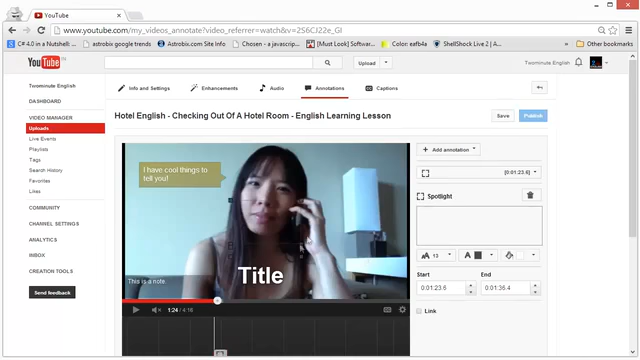 YouTube
www.youtube.com/my_videos_annotate?video_referrer=watch&v=2S6CJ22e_GI
C# 4.0 in a Nutshell:
astrobix google trends
Astrobix.com Site Info
Chosen - a javascrip
[Must Look] Software
Color: eafb4a
ShellShock Live 2 | A
Other bookmarks
YouTube IN
Upload
Twominute English
Twominute English
DASHBOARD
VIDEO MANAGER
Uploads
Live Events
Playlists
Tags
Search History
Favorites
Likes
COMMUNITY
CHANNEL SETTINGS
ANALYTICS
INBOX
CREATION TOOLS
Send feedback
Info and Settings
Enhancements
Audio
Annotations
Captions
Hotel English - Checking Out Of A Hotel Room - English Learning Lesson
Save
Publish
I have cool things to
tell you!
This is a note.
Title
1:24 / 4:18
+ Add annotation
[0:01:23.6]
Spotlight
AA 13
A
Start
End
0:01:23.6
0:01:36.4
Link